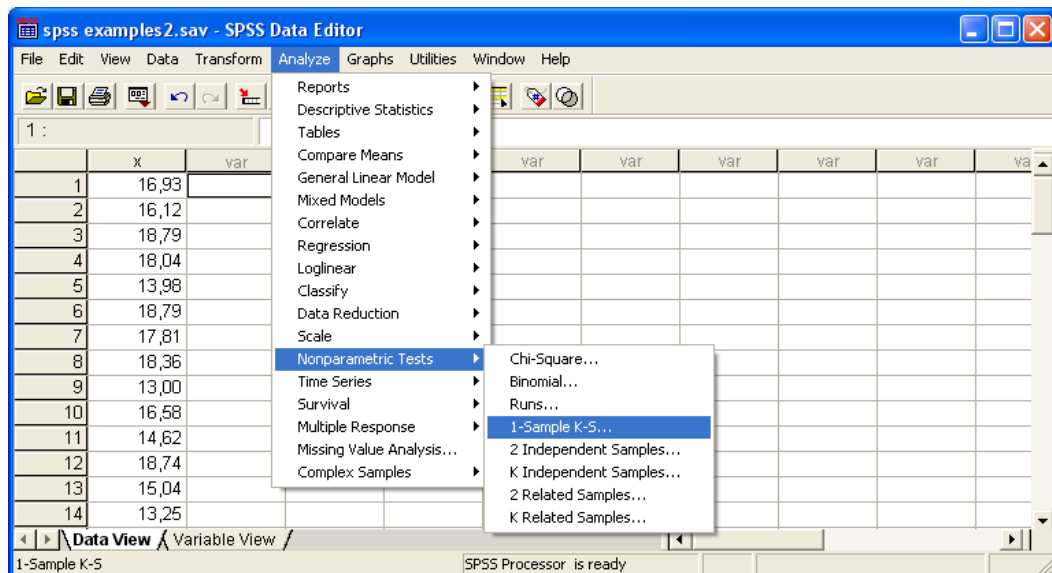 spss examples2.sav - SPSS Data Editor
File Edit View Data Transform Analyze Graphs Utilities Window Help
1 :
x var var var var var var va
1 16,93
2 16,12
3 18,79
4 18,04
5 13,98
6 18,79
7 17,81
8 18,36
9 13,00
10 16,58
11 14,62
12 18,74
13 15,04
14 13,25
Reports
Descriptive Statistics
Tables
Compare Means
General Linear Model
Mixed Models
Correlate
Regression
Loglinear
Classify
Data Reduction
Scale
Nonparametric Tests
Time Series
Survival
Multiple Response
Missing Value Analysis...
Complex Samples
Chi-Square...
Binomial...
Runs...
1-Sample K-S...
2 Independent Samples...
K Independent Samples...
2 Related Samples...
K Related Samples...
Data View Variable View
1-Sample K-S SPSS Processor is ready